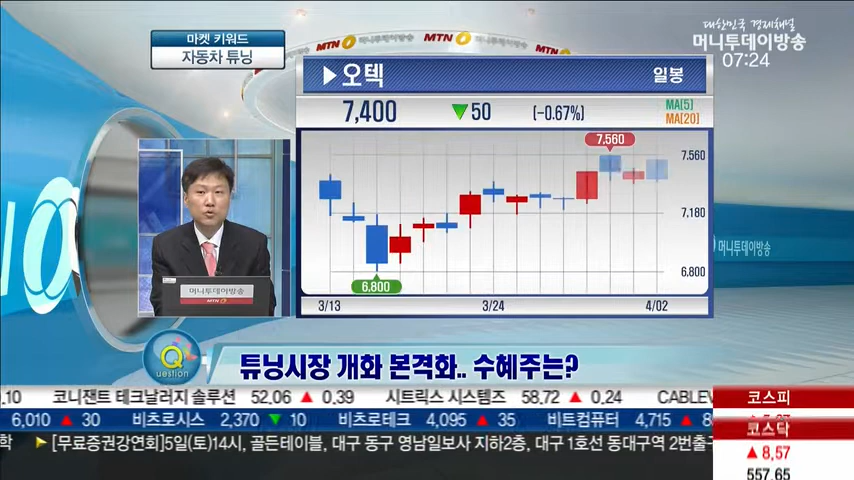 마켓 키워드
자동차 튜닝
MTN 머니투데이방송
MTN
MTN
대한민국 경제채널
머니투데이방송
07:24
▶오텍
일봉
7,400 ▼50 (-0.67%)
MA[5]
MA[20]
7,560
7,560
7,180
6,800
6,800
3/13 3/24 4/02
머니투데이방송
MTN
머니투데이방송
Question
튜닝시장 개화 본격화.. 수혜주는?
.10 코니잰트 테크날러지 솔루션 52,06 ▲ 0,39 시트릭스 시스템즈 58,72 ▲ 0,24 CABLEV
6,010 ▲ 30 비츠로시스 2,370 ▼ 10 비츠로테크 4,095 ▲ 35 비트컴퓨터 4,715 ▲ 85
학 ▶ [무료증권강연회]5일(토)14시, 골든테이블, 대구 동구 영남일보사 지하2층, 대구 1호선 동대구역 2번출구
코스피
코스닥
▲ 8,57
557,65